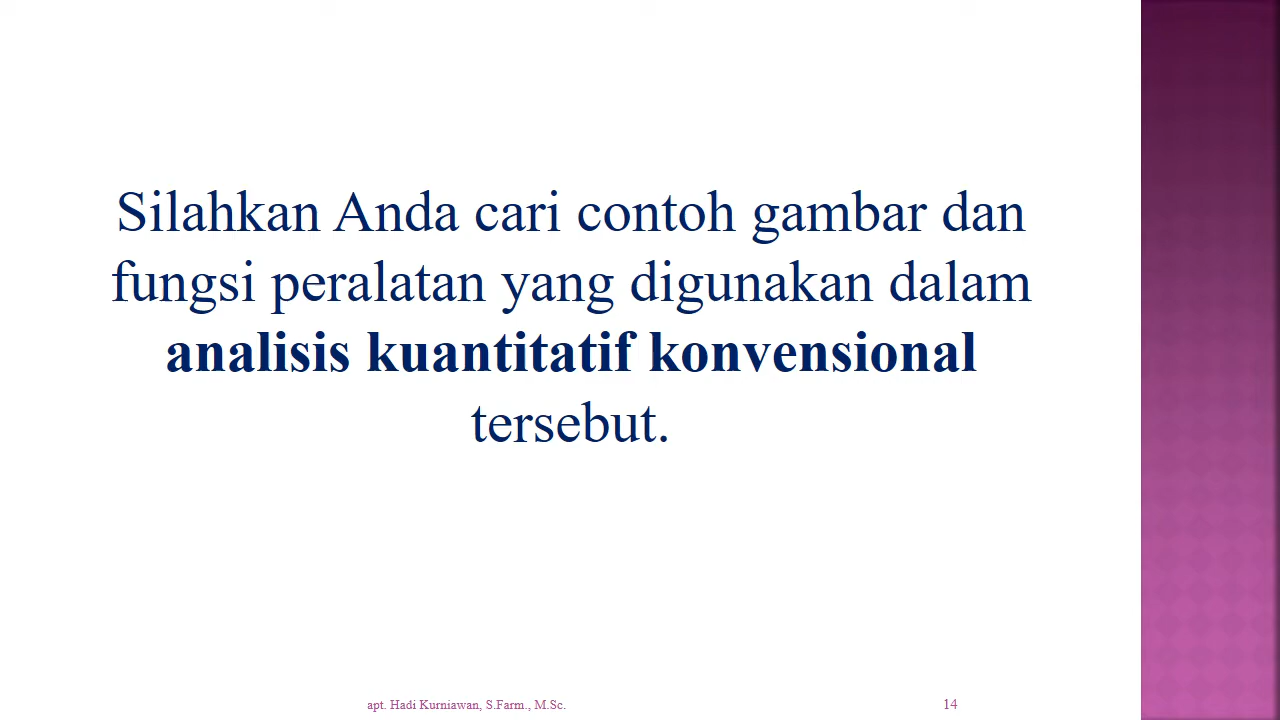 Silahkan Anda cari contoh gambar dan
fungsi peralatan yang digunakan dalam
analisis kuantitatif konvensional
tersebut.
apt. Hadi Kurniawan, S.Farm., M.Sc.
14